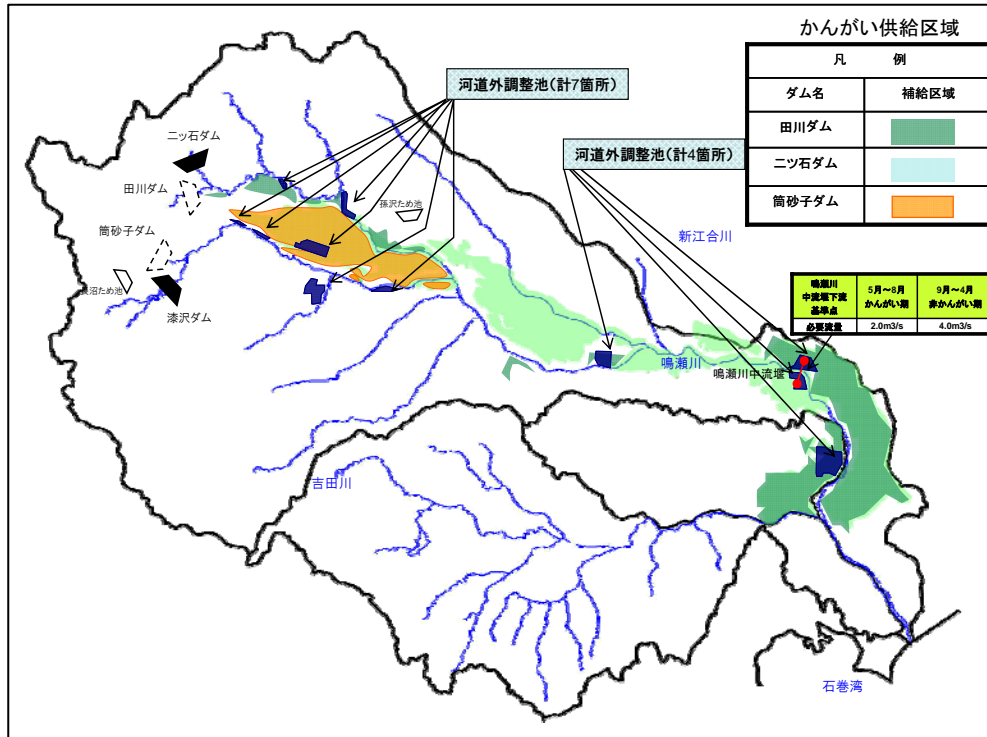 かんがい供給区域
凡 例
ダム名 補給区域
田川ダム
二ツ石ダム
筒砂子ダム
河道外調整池(計7箇所)
河道外調整池(計4箇所)
二ッ石ダム
田川ダム
孫沢ため池
筒砂子ダム
新江合川
長沼ため池
漆沢ダム
鳴瀬川
中流堰下流
基準点
5月～8月
かんがい期
9月～4月
非かんがい期
必要流量 2.0m3/s 4.0m3/s
鳴瀬川
鳴瀬川中流堰
吉田川
石巻湾